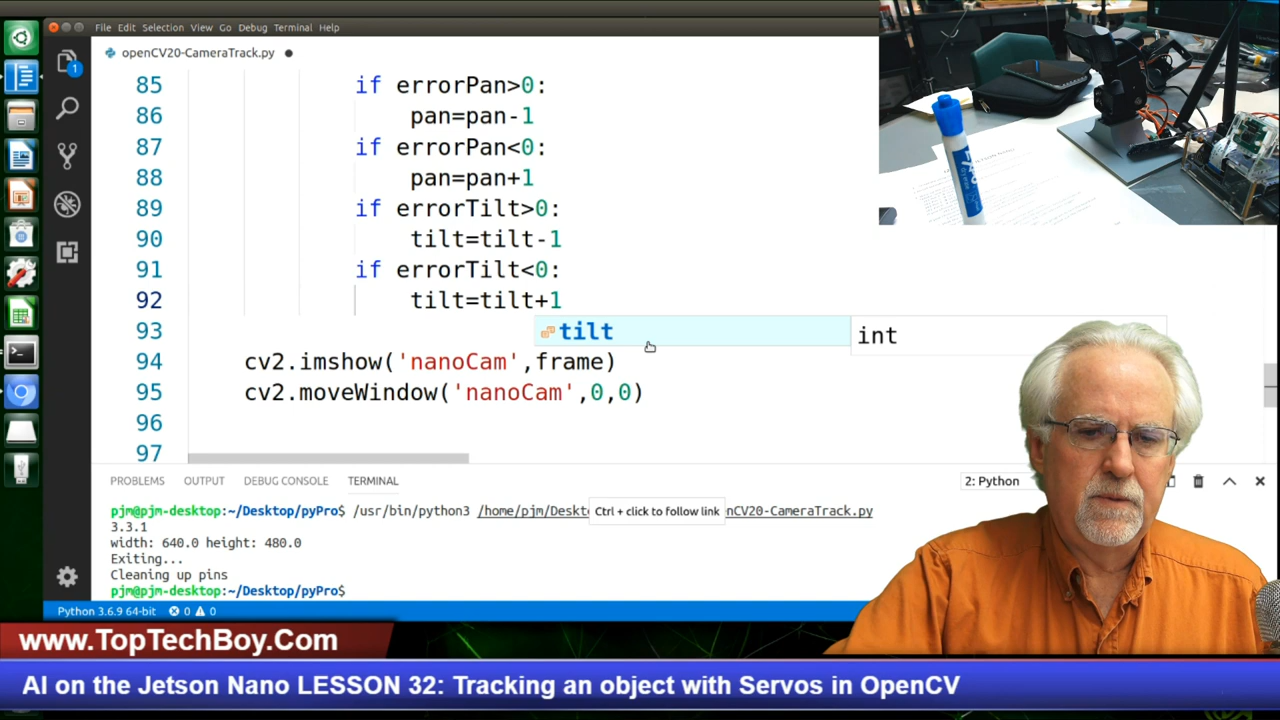 File Edit Selection View Go Debug Terminal Help
openCV20-CameraTrack.py
85 if errorPan>0:
86 pan=pan-1
87 if errorPan<0:
88 pan=pan+1
89 if errorTilt>0:
90 tilt=tilt-1
91 if errorTilt<0:
92 tilt=tilt+1
93 tilt int
94 cv2.imshow('nanoCam',frame)
95 cv2.moveWindow('nanoCam',0,0)
96
97
1
PROBLEMS OUTPUT DEBUG CONSOLE TERMINAL 2: Python
pjm@pjm-desktop:~/Desktop/pyPro$ /usr/bin/python3 /home/pjm/Deskt Ctrl + click to follow link nCV20-CameraTrack.py
3.3.1
width: 640.0 height: 480.0
Exiting...
Cleaning up pins
pjm@pjm-desktop:~/Desktop/pyPro$
Python 3.6.9 64-bit 0 0
www.TopTechBoy.Com
AI on the Jetson Nano LESSON 32: Tracking an object with Servos in OpenCV